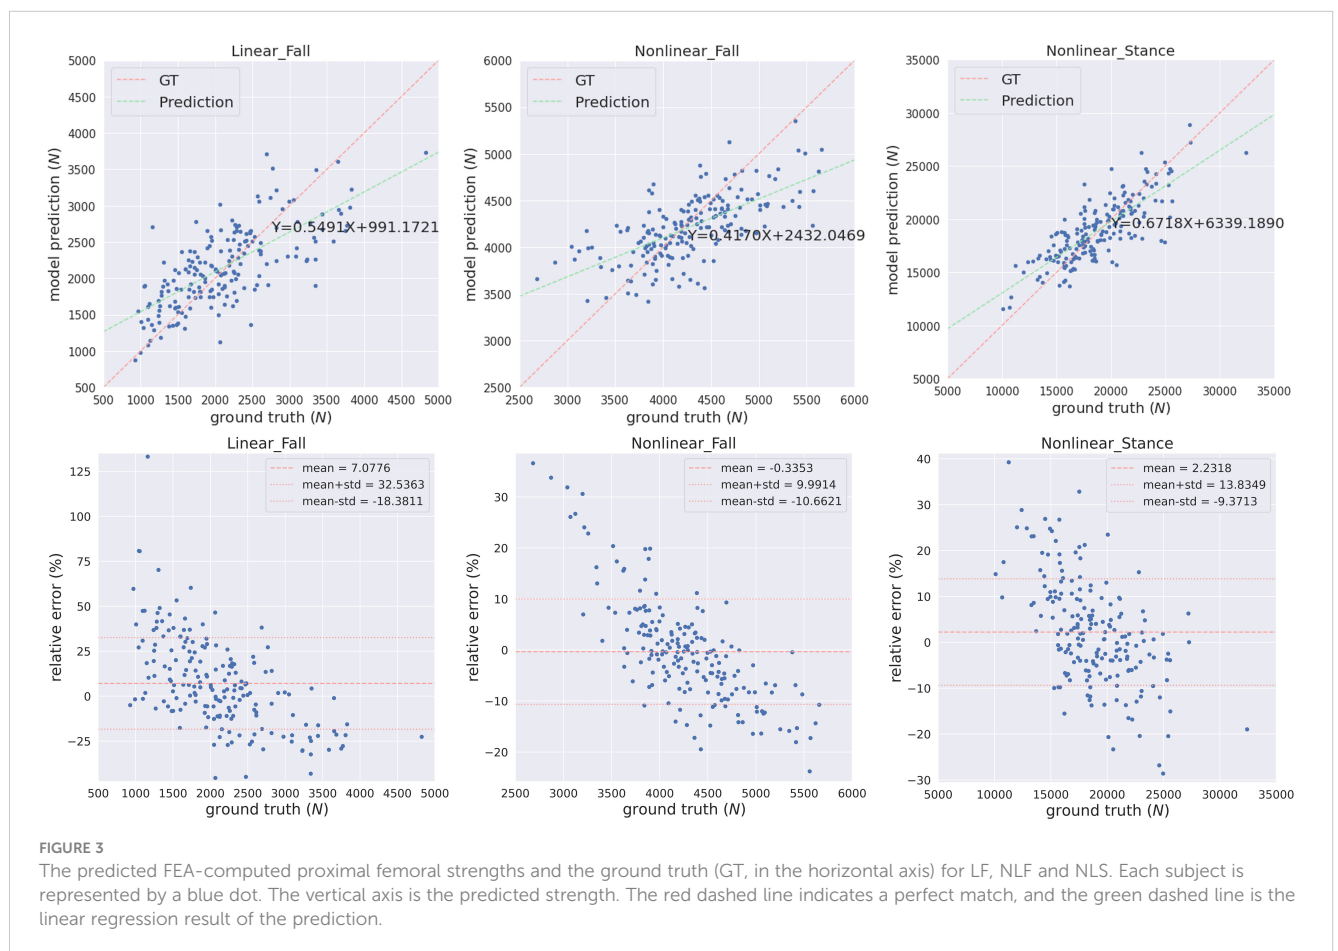 Linear_Fall
5000
4500
4000
3500
3000
2500
2000
1500
1000
500
model prediction (N)
GT
Prediction
Y=0.5491X+991.1721
500 1000 1500 2000 2500 3000 3500 4000 4500 5000
ground truth (N)
Nonlinear_Fall
6000
5500
5000
4500
4000
3500
3000
2500
model prediction (N)
GT
Prediction
Y=0.4170X+2432.0469
2500 3000 3500 4000 4500 5000 5500 6000
ground truth (N)
Nonlinear_Stance
35000
30000
25000
20000
15000
10000
5000
model prediction (N)
GT
Prediction
Y=0.6718X+6339.1890
5000 10000 15000 20000 25000 30000 35000
ground truth (N)
Linear_Fall
125
100
75
50
25
0
−25
relative error (%)
mean = 7.0776
mean+std = 32.5363
mean-std = -18.3811
500 1000 1500 2000 2500 3000 3500 4000 4500 5000
ground truth (N)
Nonlinear_Fall
30
20
10
0
−10
−20
relative error (%)
mean = -0.3353
mean+std = 9.9914
mean-std = -10.6621
2500 3000 3500 4000 4500 5000 5500 6000
ground truth (N)
Nonlinear_Stance
40
30
20
10
0
−10
−20
−30
relative error (%)
mean = 2.2318
mean+std = 13.8349
mean-std = -9.3713
5000 10000 15000 20000 25000 30000 35000
ground truth (N)
FIGURE 3
The predicted FEA-computed proximal femoral strengths and the ground truth (GT, in the horizontal axis) for LF, NLF and NLS. Each subject is
represented by a blue dot. The vertical axis is the predicted strength. The red dashed line indicates a perfect match, and the green dashed line is the
linear regression result of the prediction.